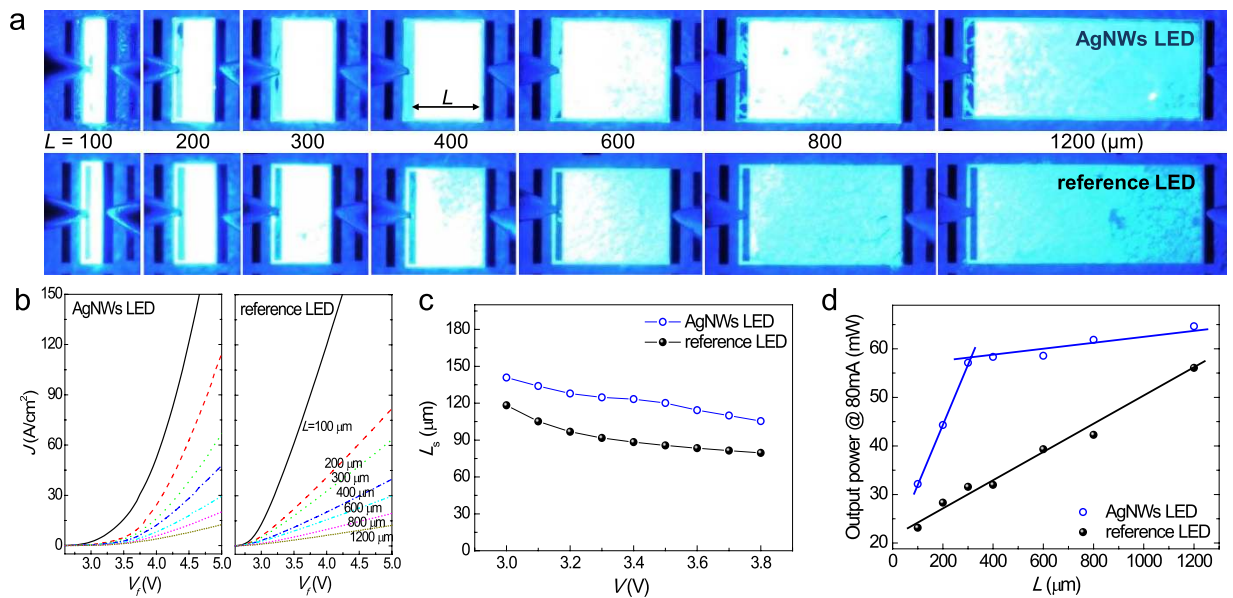 a
AgNWs LED
L = 100 200 300 400 600 800 1200 (μm)
L
reference LED
b
AgNWs LED
reference LED
150
120
90
60
30
0
J (A/cm²)
3.0 3.5 4.0 4.5 5.0
V_f (V)
L=100 μm
200 μm
300 μm
400 μm
600 μm
800 μm
1200 μm
3.0 3.5 4.0 4.5 5.0
V_f (V)
c
AgNWs LED
reference LED
180
150
120
90
60
30
0
L_s (μm)
3.0 3.2 3.4 3.6 3.8
V (V)
d
60
50
40
30
20
Output power @ 80mA (mW)
AgNWs LED
reference LED
0 200 400 600 800 1000 1200
L (μm)